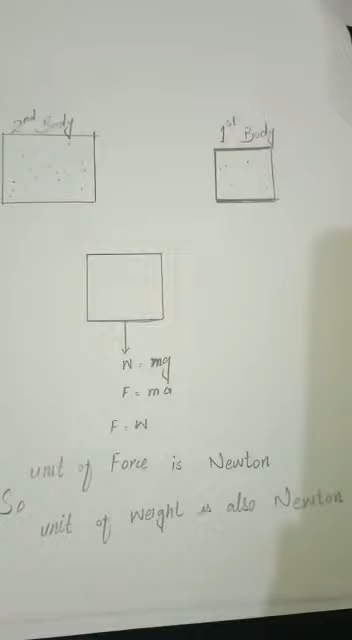 2nd Body
1st Body
W = mg
F = ma
F = W
unit of Force is Newton
So
unit of Weight is also Newton